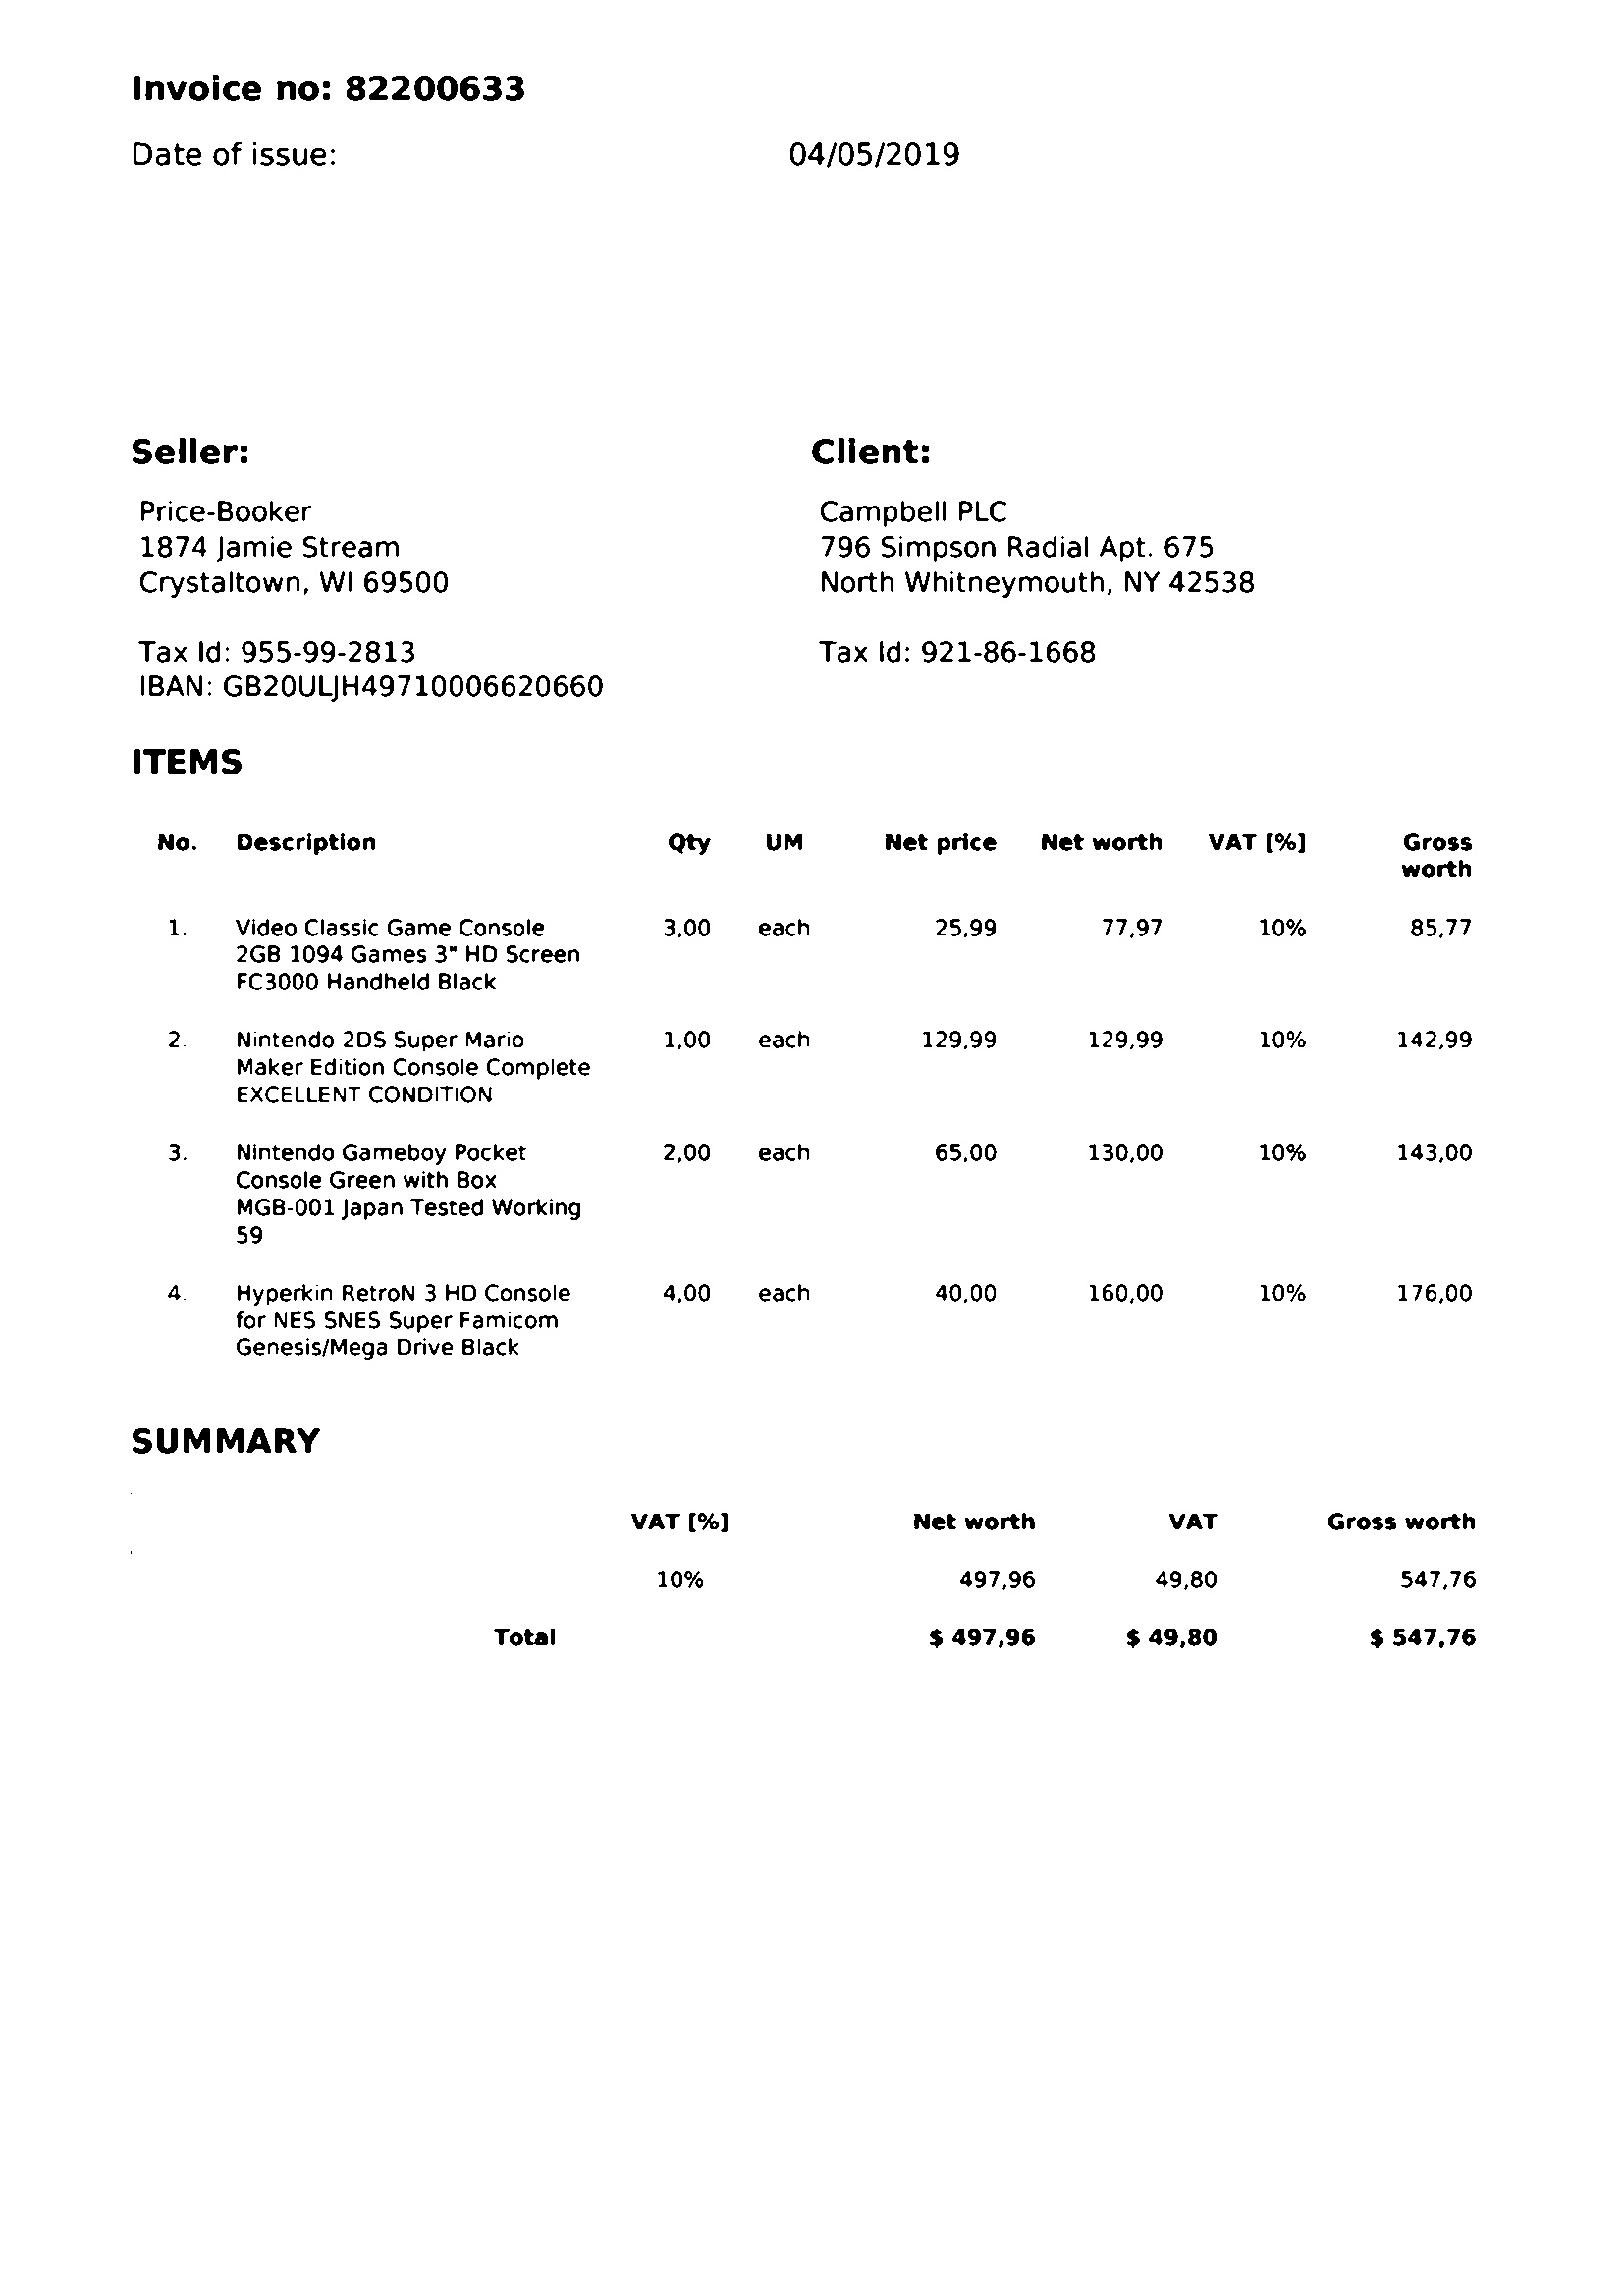 Invoice no: 82200633
Date of issue: 04/05/2019
Seller:
Price-Booker
1874 Jamie Stream
Crystaltown, WI 69500
Tax Id: 955-99-2813
IBAN: GB20ULJH49710006620660
Client:
Campbell PLC
796 Simpson Radial Apt. 675
North Whitneymouth, NY 42538
Tax Id: 921-86-1668
ITEMS
No. Description Qty UM Net price Net worth VAT [%] Gross
worth
1. Video Classic Game Console 3,00 each 25,99 77,97 10% 85,77
2GB 1094 Games 3" HD Screen
FC3000 Handheld Black
2. Nintendo 2DS Super Mario 1,00 each 129,99 129,99 10% 142,99
Maker Edition Console Complete
EXCELLENT CONDITION
3. Nintendo Gameboy Pocket 2,00 each 65,00 130,00 10% 143,00
Console Green with Box
MGB-001 Japan Tested Working
59
4. Hyperkin RetroN 3 HD Console 4,00 each 40,00 160,00 10% 176,00
for NES SNES Super Famicom
Genesis/Mega Drive Black
SUMMARY
VAT [%] Net worth VAT Gross worth
10% 497,96 49,80 547,76
Total $ 497,96 $ 49,80 $ 547,76